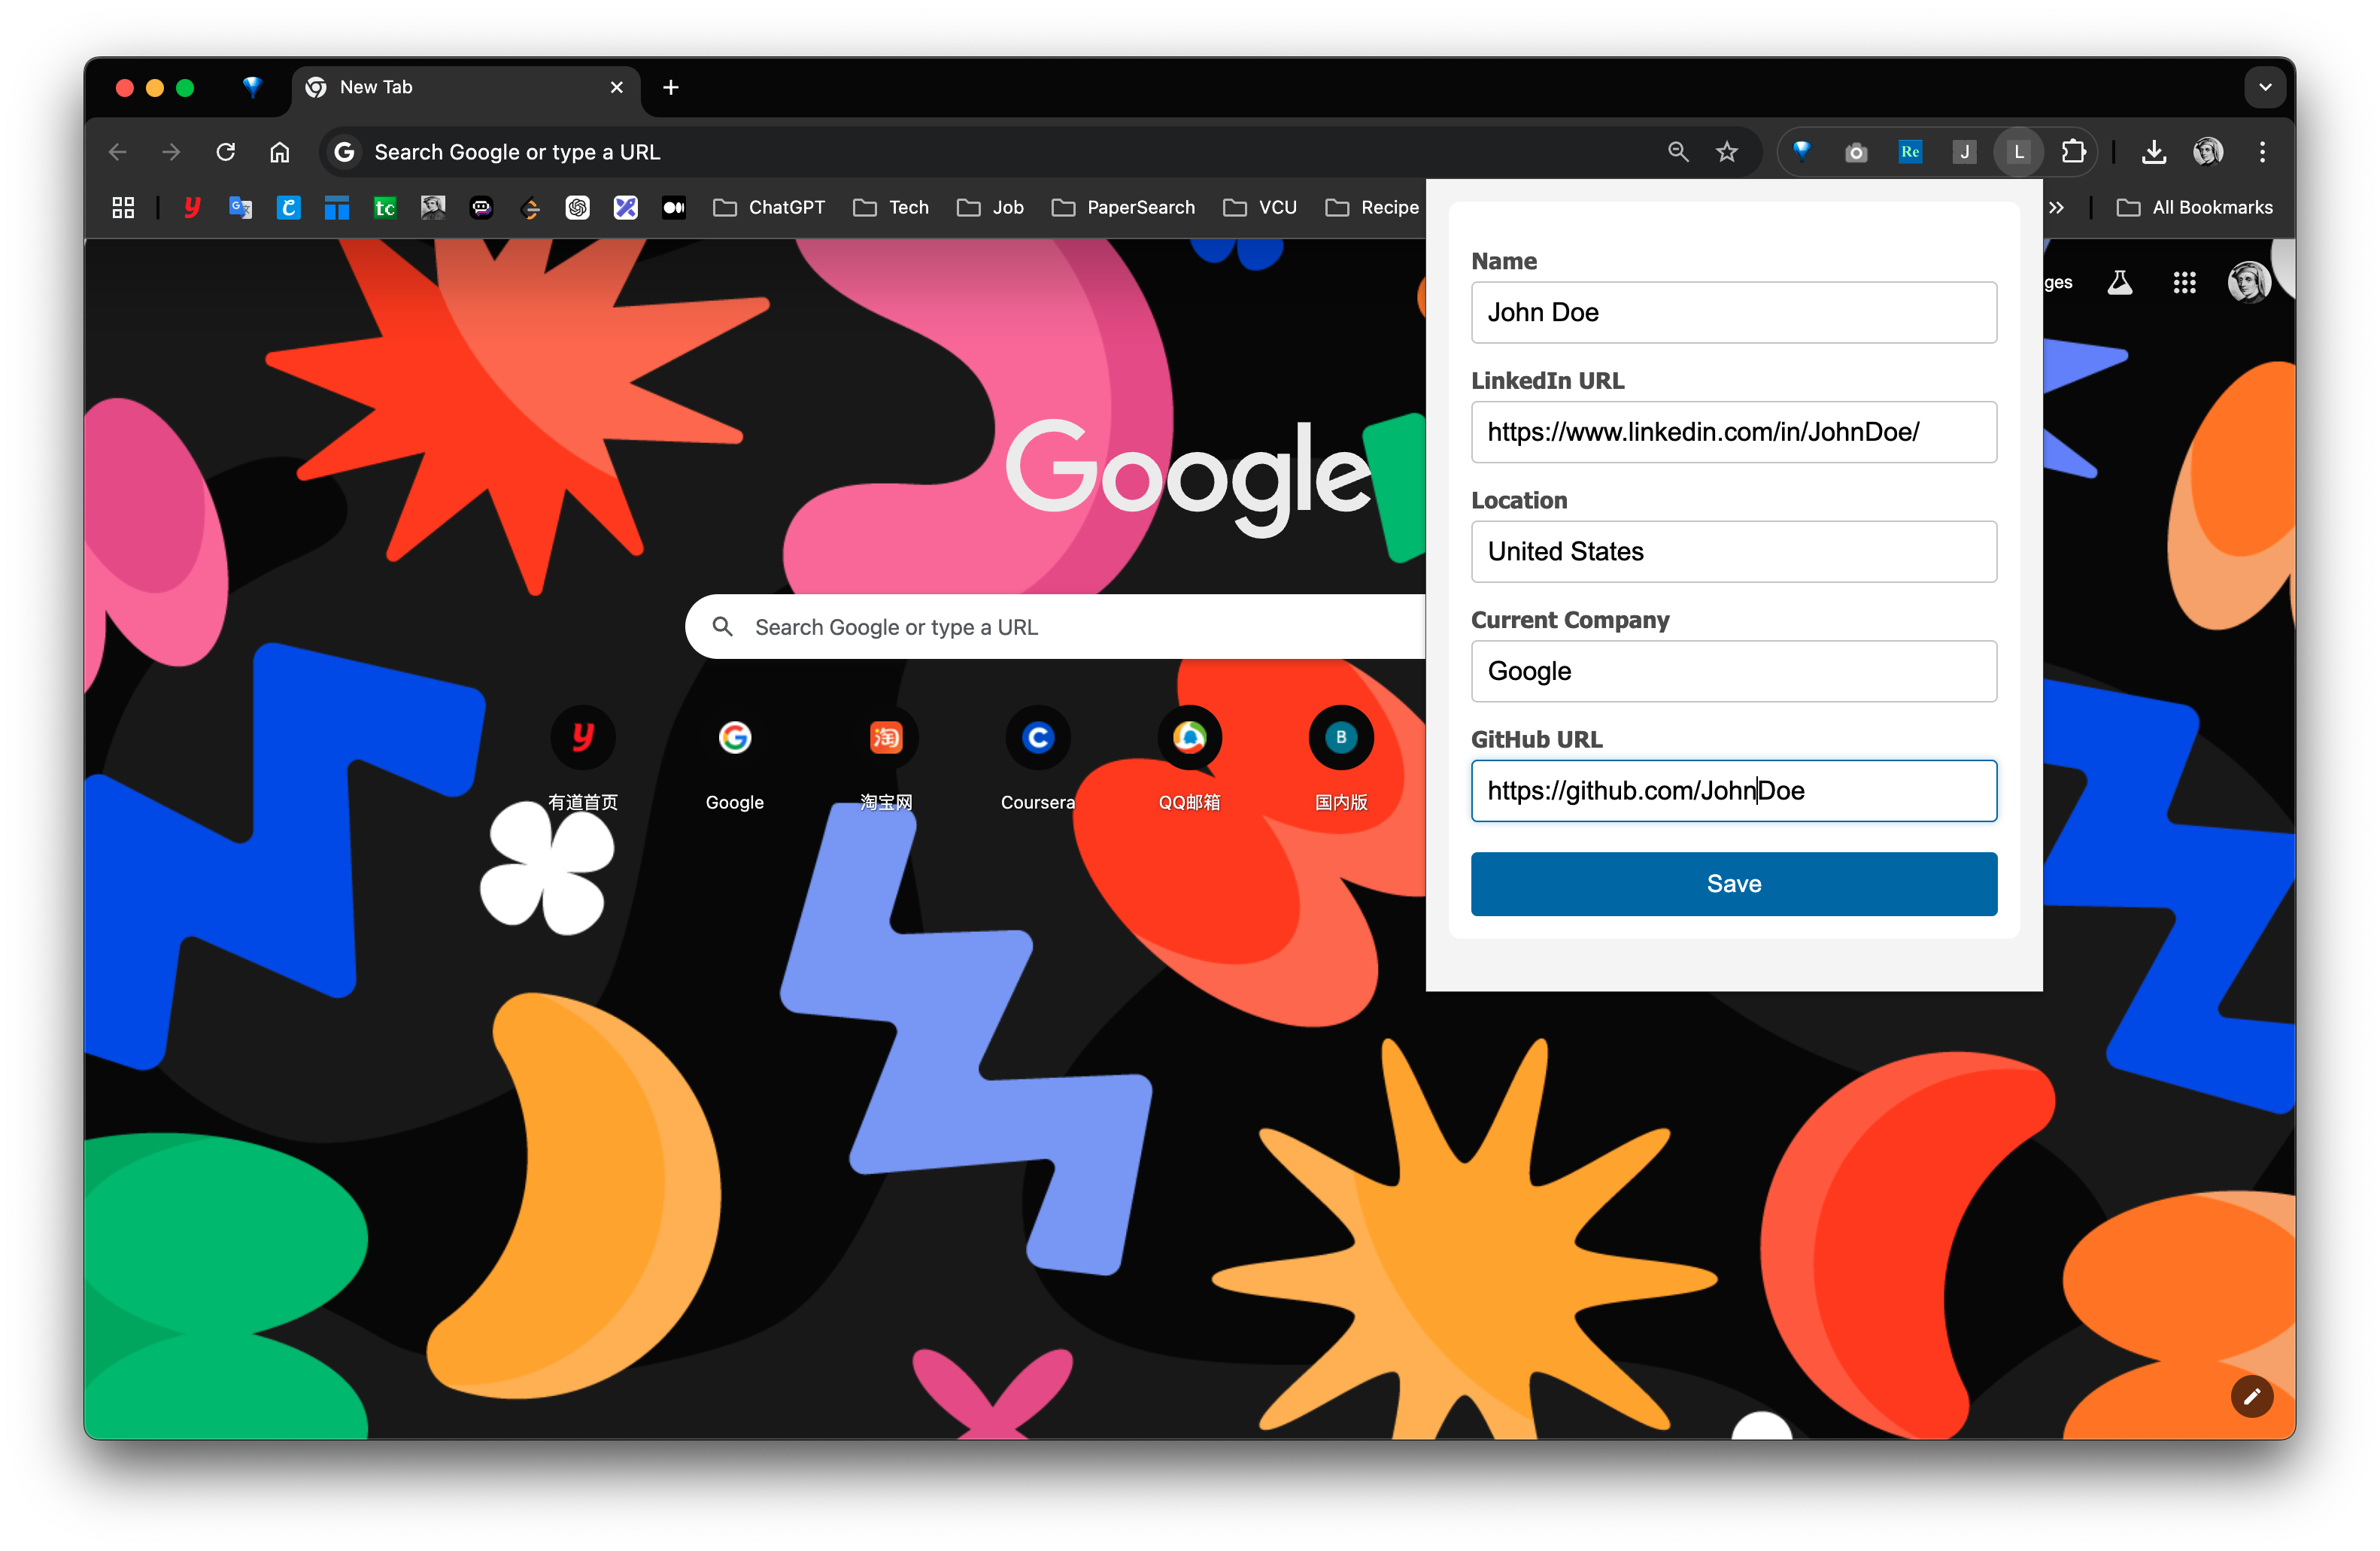 New Tab
Search Google or type a URL
Re
J
L
y
tc
ChatGPT
Tech
Job
PaperSearch
VCU
Recipe
All Bookmarks
ges
Google
Search Google or type a URL
y
G
淘
C
B
有道首页
Google
淘宝网
Coursera
QQ邮箱
国内版
Name
John Doe
LinkedIn URL
https://www.linkedin.com/in/JohnDoe/
Location
United States
Current Company
Google
GitHub URL
https://github.com/JohnDoe
Save